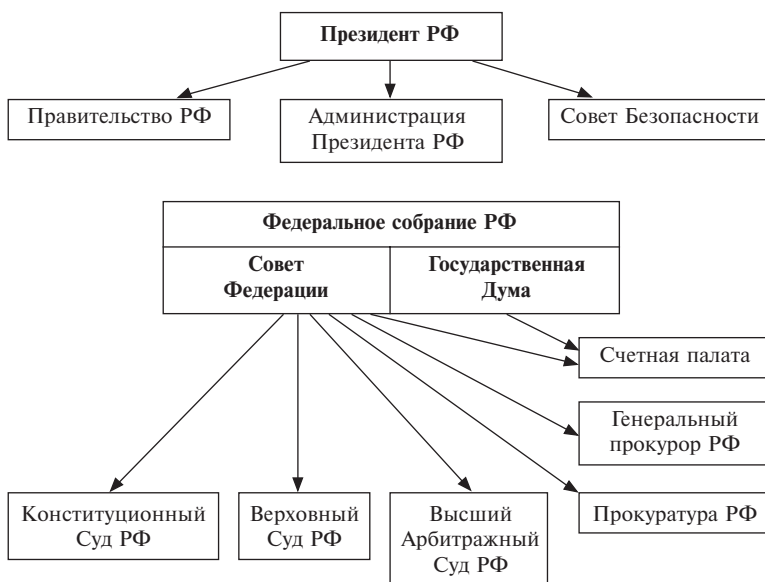 Президент РФ
Правительство РФ
Администрация
Президента РФ
Совет Безопасности
Федеральное собрание РФ
Совет
Федерации
Государственная
Дума
Счетная палата
Генеральный
прокурор РФ
Конституционный
Суд РФ
Верховный
Суд РФ
Высший
Арбитражный
Суд РФ
Прокуратура РФ